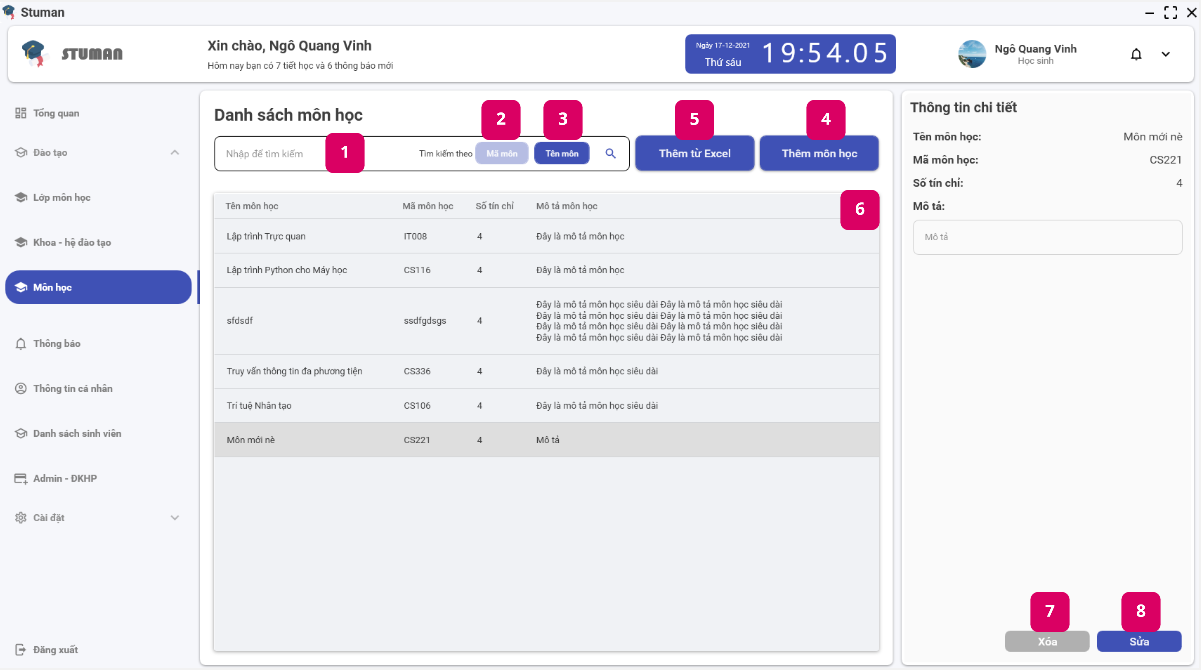 Stuman
STUMAN
Xin chào, Ngô Quang Vinh
Hôm nay bạn có 7 tiết học và 6 thông báo mới
Ngày 17-12-2021
Thứ sáu
19:54.05
Ngô Quang Vinh
Học sinh
Tổng quan
Đào tạo
Lớp môn học
Khoa - hệ đào tạo
Môn học
Thông báo
Thông tin cá nhân
Danh sách sinh viên
Admin - ĐKHP
Cài đặt
Đăng xuất
Danh sách môn học
2
3
5
4
Nhập để tìm kiếm
1
Tìm kiếm theo
Mã môn
Tên môn
Thêm từ Excel
Thêm môn học
6
Tên môn học Mã môn học Số tín chỉ Mô tả môn học
Lập trình Trực quan IT008 4 Đây là mô tả môn học
Lập trình Python cho Máy học CS116 4 Đây là mô tả môn học
sfdsdf ssdfgdsgs 4 Đây là mô tả môn học siêu dài Đây là mô tả môn học siêu dài
Đây là mô tả môn học siêu dài Đây là mô tả môn học siêu dài
Đây là mô tả môn học siêu dài Đây là mô tả môn học siêu dài
Đây là mô tả môn học siêu dài Đây là mô tả môn học siêu dài
Truy vấn thông tin đa phương tiện CS336 4 Đây là mô tả môn học siêu dài
Trí tuệ Nhân tạo CS106 4 Đây là mô tả môn học siêu dài
Môn mới nè CS221 4 Mô tả
Thông tin chi tiết
Tên môn học: Môn mới nè
Mã môn học: CS221
Số tín chỉ: 4
Mô tả:
Mô tả
7
8
Xóa
Sửa